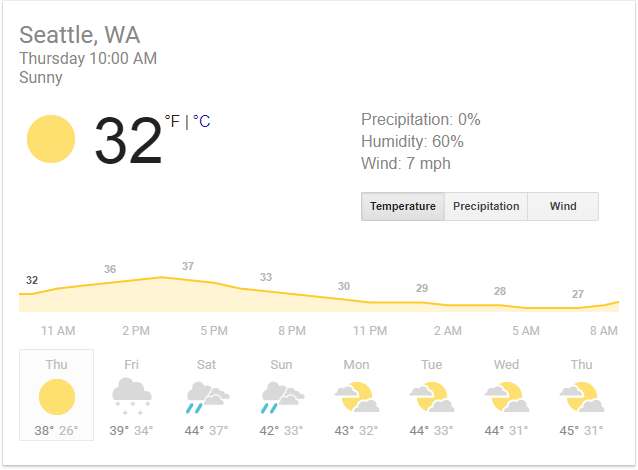 Seattle, WA
Thursday 10:00 AM
Sunny
32 °F | °C
Precipitation: 0%
Humidity: 60%
Wind: 7 mph
Temperature Precipitation Wind
32 36 37 33 30 29 28 27
11 AM 2 PM 5 PM 8 PM 11 PM 2 AM 5 AM 8 AM
Thu Fri Sat Sun Mon Tue Wed Thu
38° 26° 39° 34° 44° 37° 42° 33° 43° 32° 44° 33° 44° 31° 45° 31°